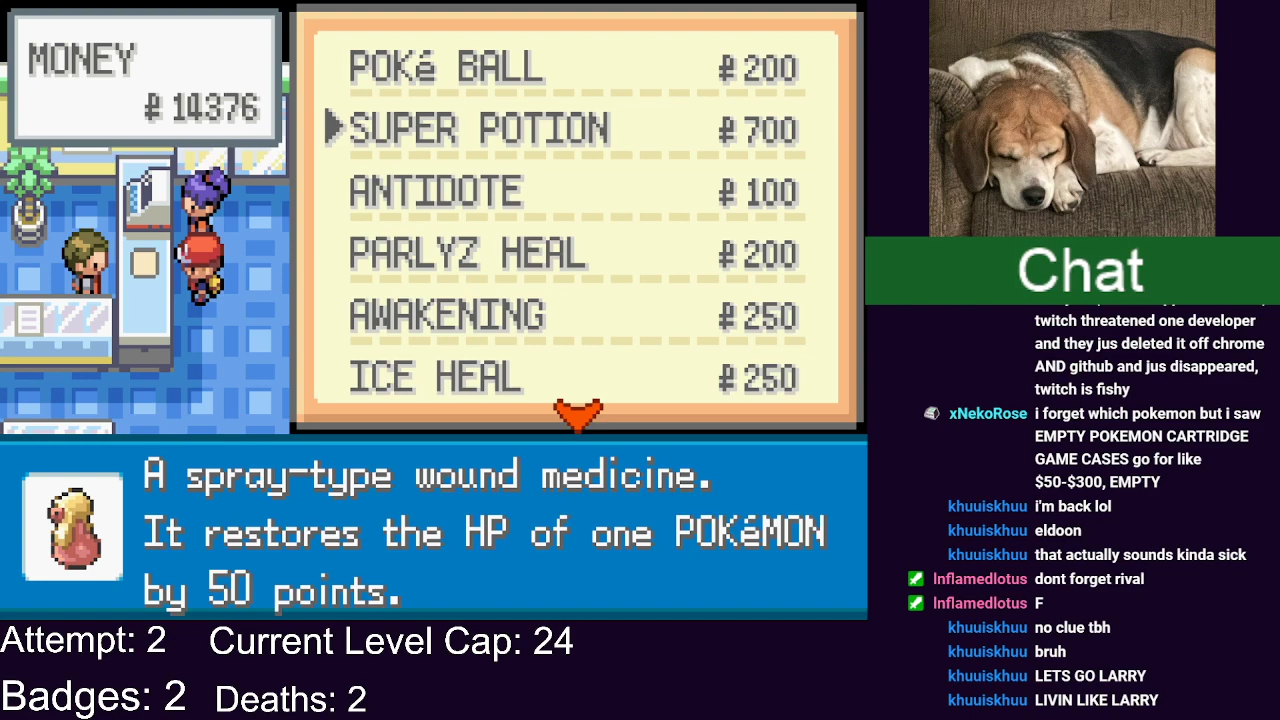 MONEY
₽ 14376
POKé BALL ₽ 200
SUPER POTION ₽ 700
ANTIDOTE ₽ 100
PARLYZ HEAL ₽ 200
AWAKENING ₽ 250
ICE HEAL ₽ 250
A spray-type wound medicine.
It restores the HP of one POKéMON
by 50 points.
Attempt: 2 Current Level Cap: 24
Badges: 2 Deaths: 2
Chat
twitch threatened one developer
and they jus deleted it off chrome
AND github and jus disappeared,
twitch is fishy
xNekoRose i forget which pokemon but i saw
EMPTY POKEMON CARTRIDGE
GAME CASES go for like
$50-$300, EMPTY
khuuiskhuu i'm back lol
khuuiskhuu eldoon
khuuiskhuu that actually sounds kinda sick
Inflamedlotus dont forget rival
Inflamedlotus F
khuuiskhuu no clue tbh
khuuiskhuu bruh
khuuiskhuu LETS GO LARRY
khuuiskhuu LIVIN LIKE LARRY